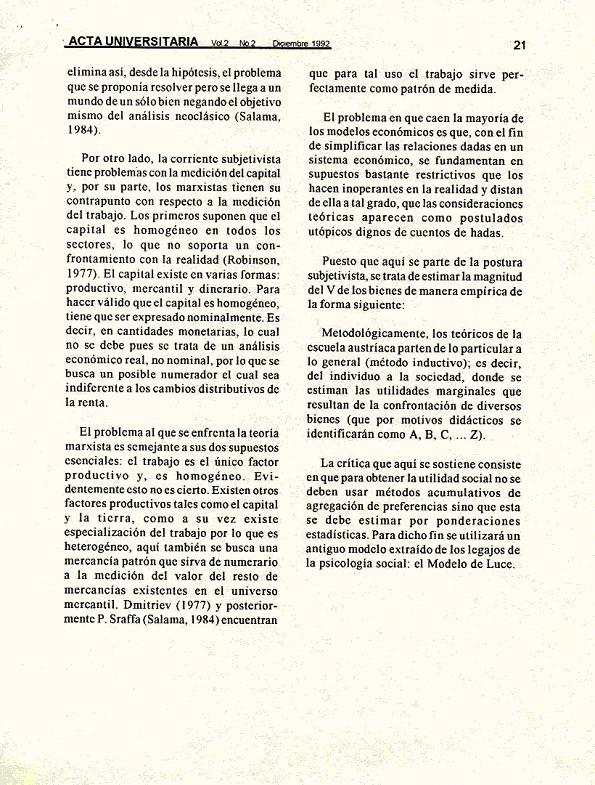 ACTA UNIVERSITARIA Vol.2 No.2 Diciembre 1992 21
elimina así, desde la hipótesis, el problema
que se proponía resolver pero se llega a un
mundo de un sólo bien negando el objetivo
mismo del análisis neoclásico (Salama,
1984).
Por otro lado, la corriente subjetivista
tiene problemas con la medición del capital
y, por su parte, los marxistas tienen su
contrapunto con respecto a la medición
del trabajo. Los primeros suponen que el
capital es homogéneo en todos los
sectores, lo que no soporta un con-
frontamiento con la realidad (Robinson,
1977). El capital existe en varias formas:
productivo, mercantil y dinerario. Para
hacer válido que el capital es homogéneo,
tiene que ser expresado nominalmente. Es
decir, en cantidades monetarias, lo cual
no se debe pues se trata de un análisis
económico real, no nominal, por lo que se
busca un posible numerador el cual sea
indiferente a los cambios distributivos de
la renta.
El problema al que se enfrenta la teoría
marxista es semejante a sus dos supuestos
esenciales: el trabajo es el único factor
productivo y, es homogéneo. Evi-
dentemente esto no es cierto. Existen otros
factores productivos tales como el capital
y la tierra, como a su vez existe
especialización del trabajo por lo que es
heterogéneo, aquí también se busca una
mercancía patrón que sirva de numerario
a la medición del valor del resto de
mercancías existentes en el universo
mercantil. Dmitriev (1977) y posterior-
mente P. Sraffa (Salama, 1984) encuentran
que para tal uso el trabajo sirve per-
fectamente como patrón de medida.
El problema en que caen la mayoría de
los modelos económicos es que, con el fin
de simplificar las relaciones dadas en un
sistema económico, se fundamentan en
supuestos bastante restrictivos que los
hacen inoperantes en la realidad y distan
de ella a tal grado, que las consideraciones
teóricas aparecen como postulados
utópicos dignos de cuentos de hadas.
Puesto que aquí se parte de la postura
subjetivista, se trata de estimar la magnitud
del V de los bienes de manera empírica de
la forma siguiente:
Metodológicamente, los teóricos de la
escuela austríaca parten de lo particular a
lo general (método inductivo); es decir,
del individuo a la sociedad, donde se
estiman las utilidades marginales que
resultan de la confrontación de diversos
bienes (que por motivos didácticos se
identificarán como A, B, C, ... Z).
La crítica que aquí se sostiene consiste
en que para obtener la utilidad social no se
deben usar métodos acumulativos de
agregación de preferencias sino que esta
se debe estimar por ponderaciones
estadísticas. Para dicho fin se utilizará un
antiguo modelo extraído de los legajos de
la psicología social: el Modelo de Luce.